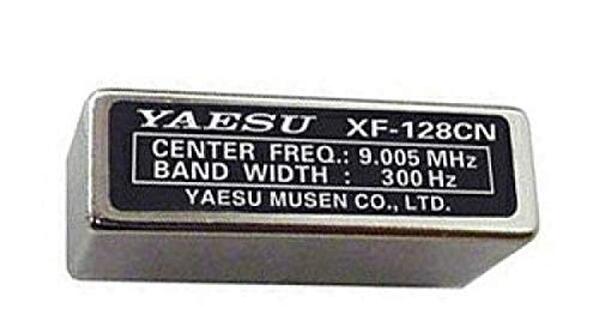 YAESU XF-128CN
CENTER FREQ.: 9.005 MHz
BAND WIDTH : 300 Hz
YAESU MUSEN CO., LTD.